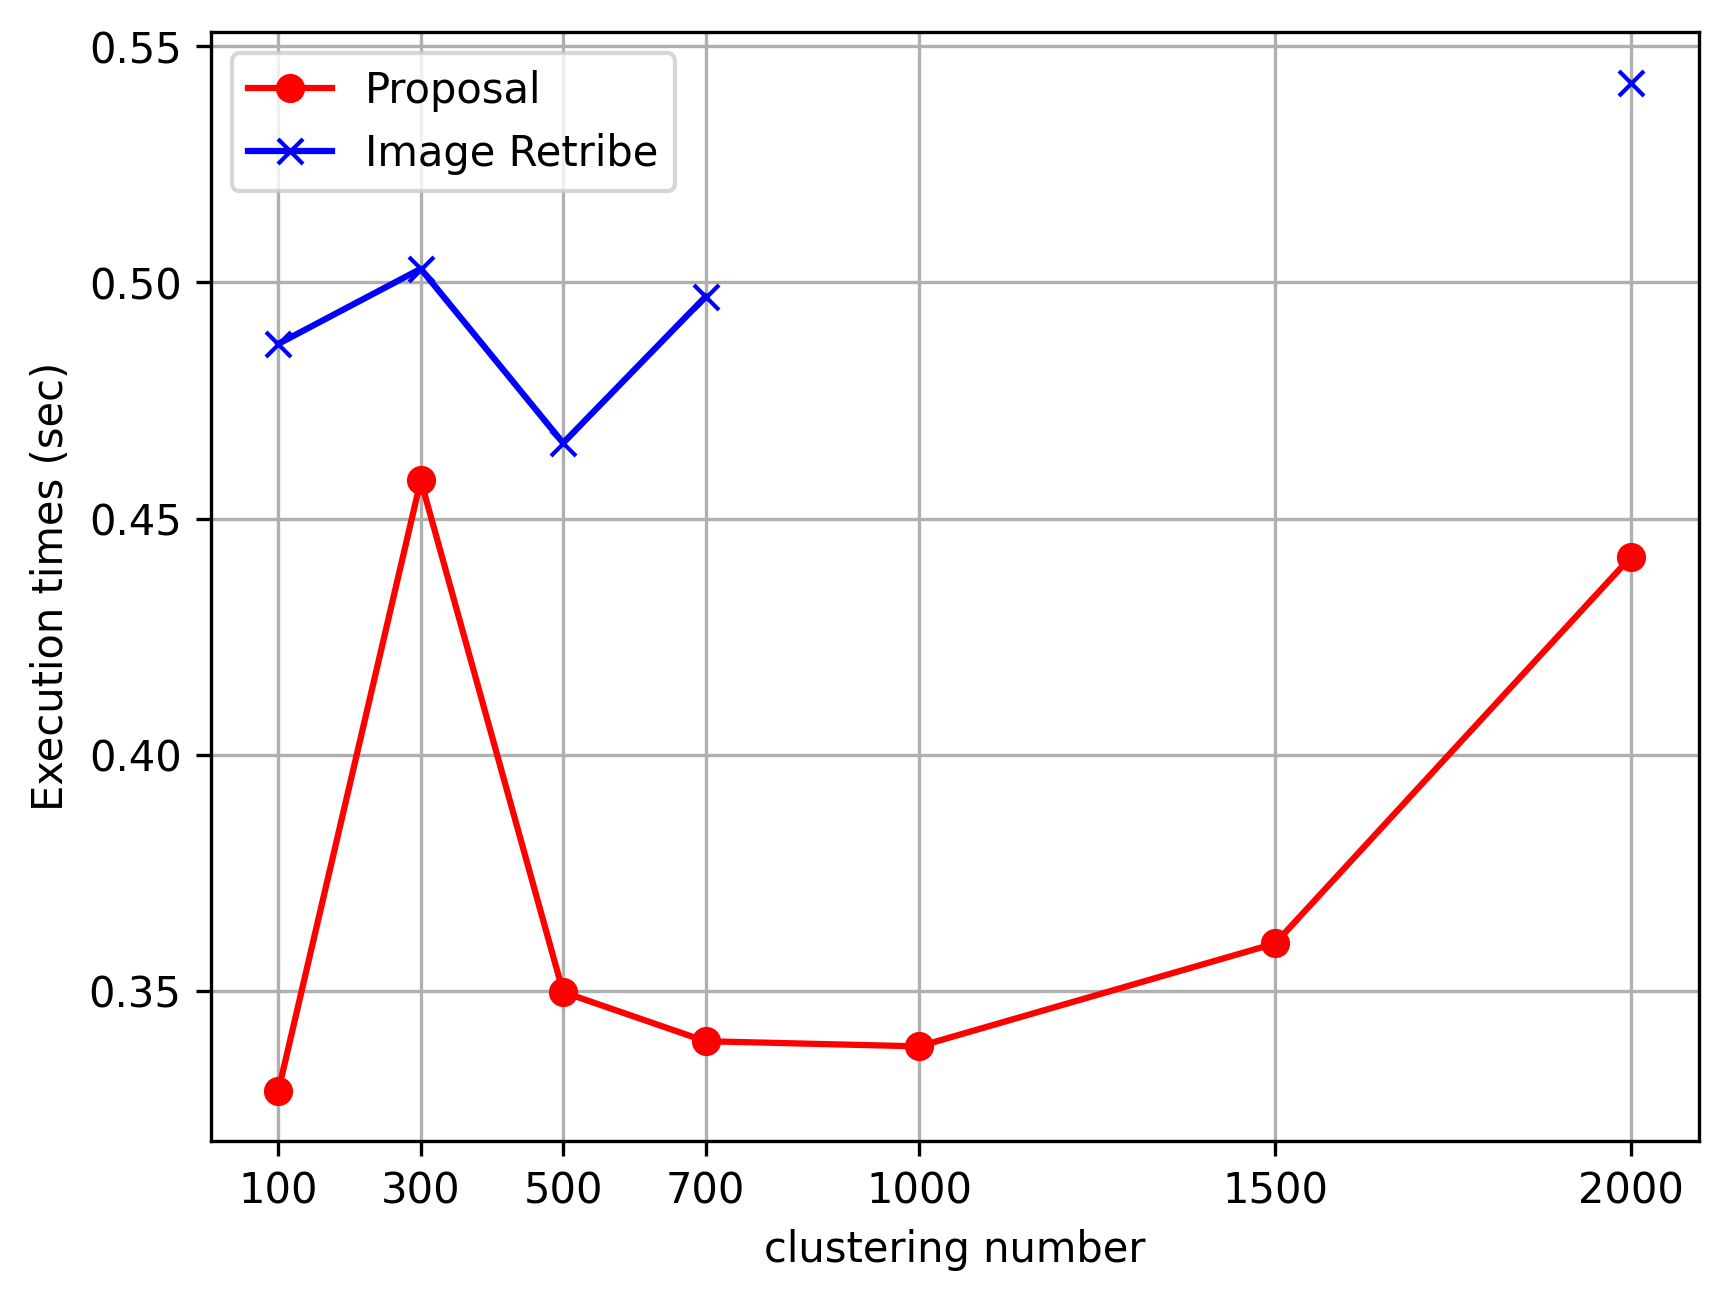 Proposal
Image Retribe
0.55
0.50
0.45
0.40
0.35
Execution times (sec)
100 300 500 700 1000 1500 2000
clustering number